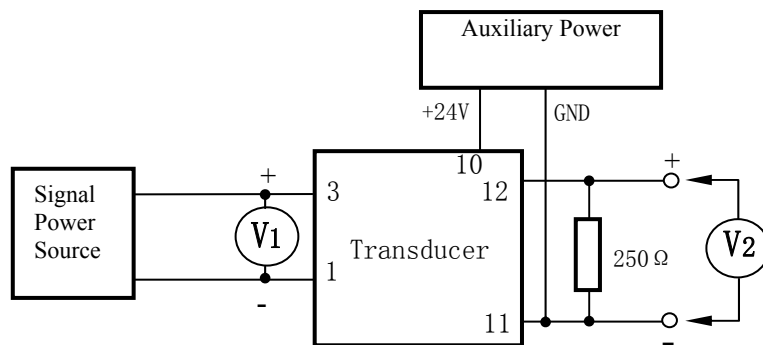 Auxiliary Power
+24V
GND
10
+
3
12
+
Signal
Power
Source
V1
Transducer
250Ω
V2
1
-
11
-